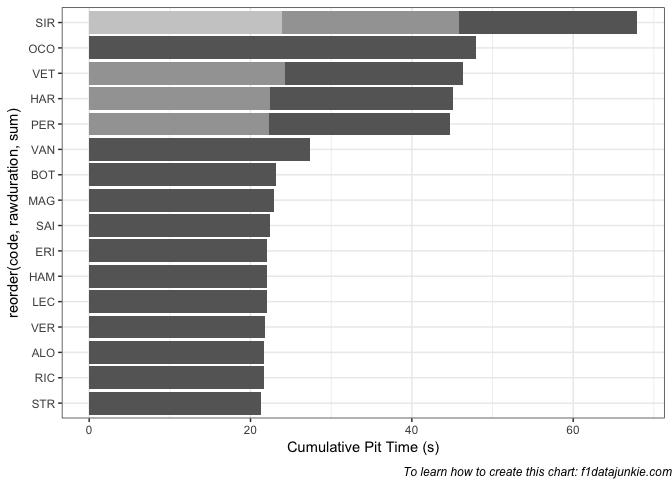 SIR
OCO
VET
HAR
PER
VAN
BOT
MAG
SAI
ERI
HAM
LEC
VER
ALO
RIC
STR
reorder(code, rawduration, sum)
0 20 40 60
Cumulative Pit Time (s)
To learn how to create this chart: f1datajunkie.com